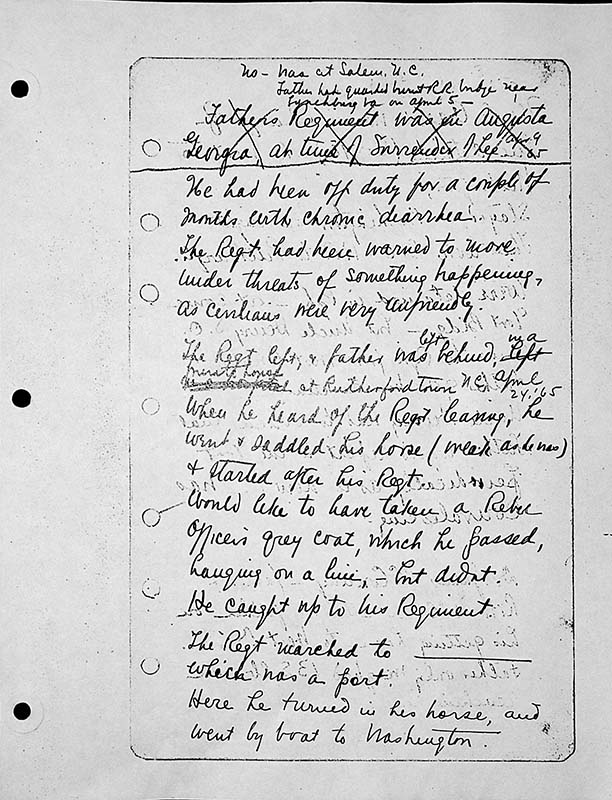 No - was at Salem, N.C.
Father had guarded burnt R.R. bridge near
Lynchburg Va on April 5 -
Father's Regiment was in Augusta
Georgia, at time of Surrender of Lee Apr 9
65
He had been off duty for a couple of
months with chronic diarrhea
The Regt had been warned to move
under threats of something happening,
as civilians were very unfriendly.
The Regt left, & father was left behind, in a
private house
at Rutherfordtown N.C. April
24, '65
When he heard of the Regt leaving, he
went & saddled his horse (weak as he was)
& started after his Regt.
Would like to have taken a Rebel
Officer's grey coat, which he passed,
hanging on a line, - but didn't.
He caught up to his Regiment
The Regt marched to
which was a port.
Here he turned in his horse, and
went by boat to Washington.